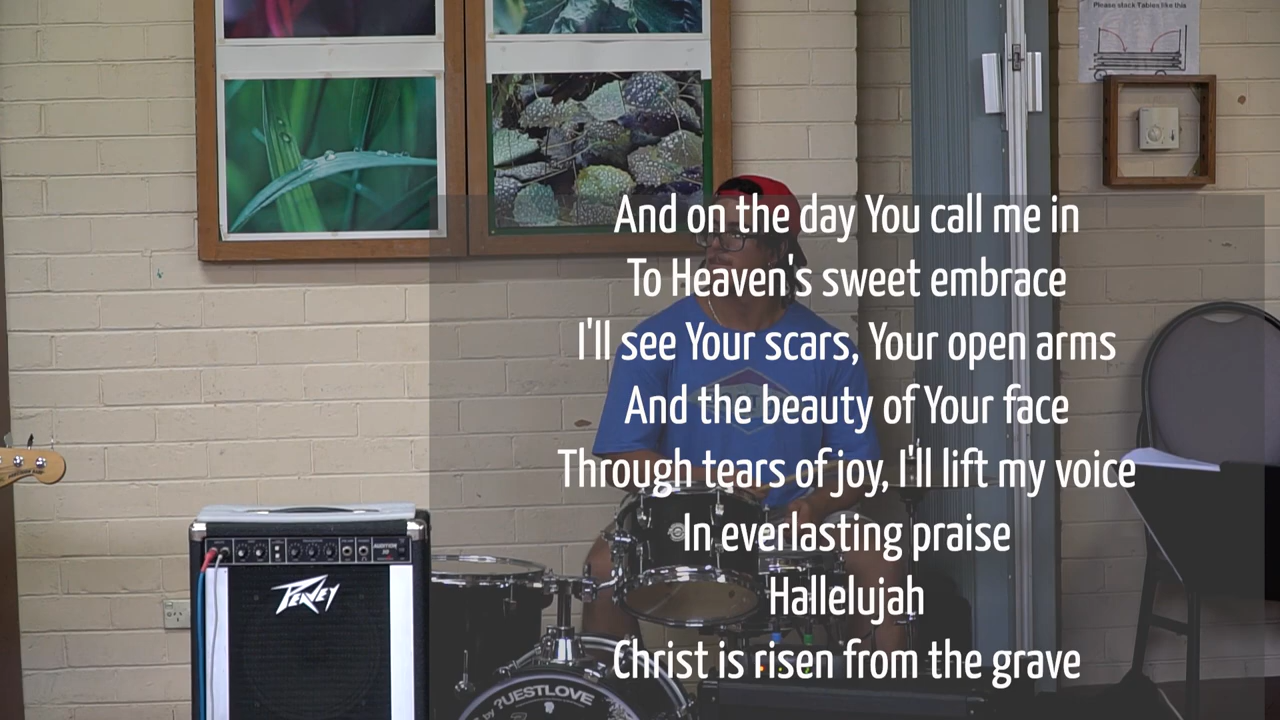 Please stack Tables like this
And on the day You call me in
To Heaven's sweet embrace
I'll see Your scars, Your open arms
And the beauty of Your face
Through tears of joy, I'll lift my voice
In everlasting praise
Hallelujah
Christ is risen from the grave
PEAVEY
?UESTLOVE